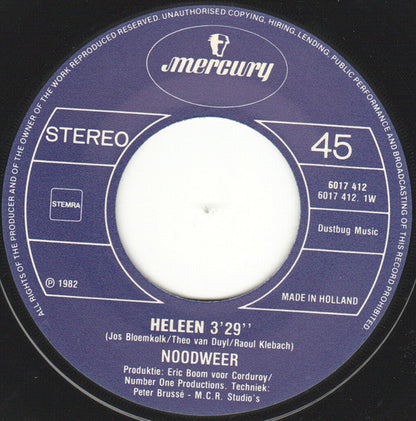 ALL RIGHTS OF THE PRODUCER AND OF THE OWNER OF THE WORK REPRODUCED RESERVED. UNAUTHORISED COPYING, HIRING, LENDING, PUBLIC PERFORMANCE AND BROADCASTING OF THIS RECORD PROHIBITED
mercury
STEREO
45
6017 412
6017 412. 1W
STEMRA
Dustbug Music
℗ 1982
MADE IN HOLLAND
HELEEN 3'29''
(Jos Bloemkolk/Theo van Duyl/Raoul Klebach)
NOODWEER
Produktie: Eric Boom voor Corduroy/
Number One Productions. Techniek:
Peter Brussé - M.C.R. Studio's